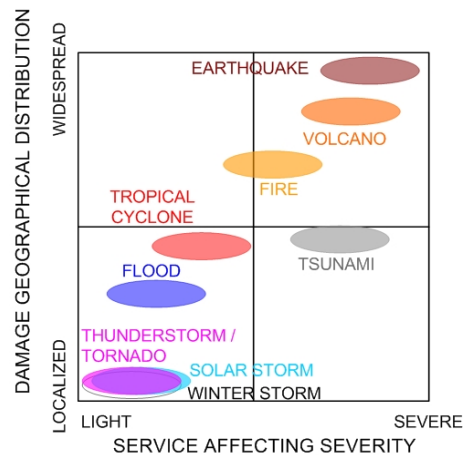 DAMAGE GEOGRAPHICAL DISTRIBUTION
WIDESPREAD
LOCALIZED
EARTHQUAKE
VOLCANO
FIRE
TROPICAL
CYCLONE
TSUNAMI
FLOOD
THUNDERSTORM /
TORNADO
SOLAR STORM
WINTER STORM
LIGHT
SEVERE
SERVICE AFFECTING SEVERITY